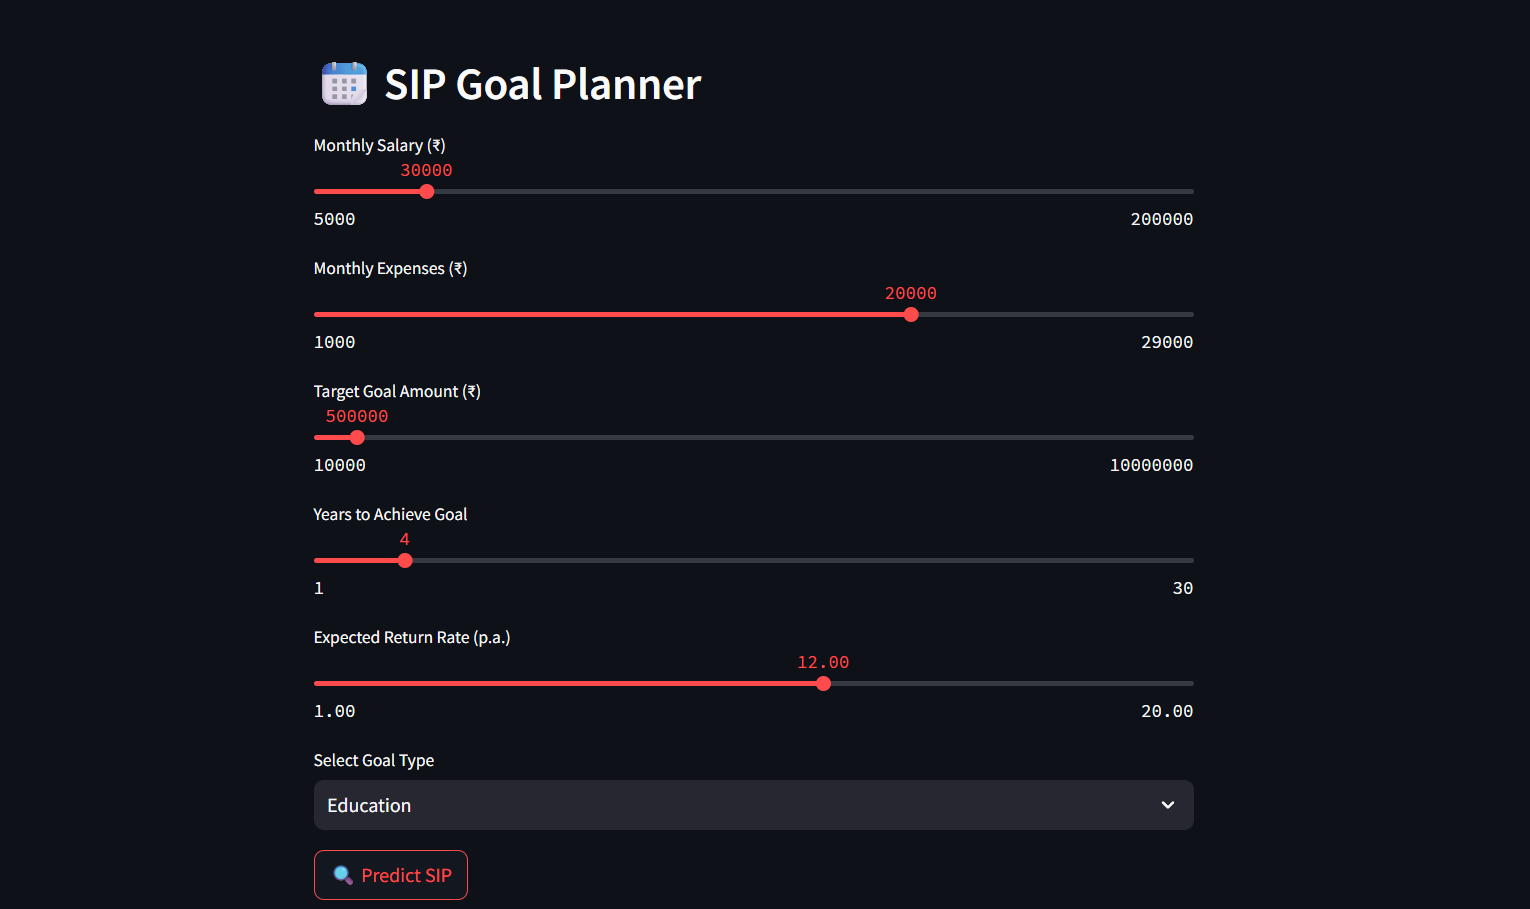 SIP Goal Planner
Monthly Salary (₹)
30000
5000 200000
Monthly Expenses (₹)
20000
1000 29000
Target Goal Amount (₹)
500000
10000 10000000
Years to Achieve Goal
4
1 30
Expected Return Rate (p.a.)
12.00
1.00 20.00
Select Goal Type
Education
Predict SIP